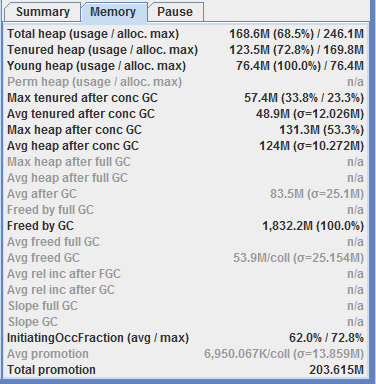 Summary Memory Pause
Total heap (usage / alloc. max) 168.6M (68.5%) / 246.1M
Tenured heap (usage / alloc. max) 123.5M (72.8%) / 169.8M
Young heap (usage / alloc. max) 76.4M (100.0%) / 76.4M
Perm heap (usage / alloc. max) n/a
Max tenured after conc GC 57.4M (33.8% / 23.3%)
Avg tenured after conc GC 48.9M (σ=12.026M)
Max heap after conc GC 131.3M (53.3%)
Avg heap after conc GC 124M (σ=10.272M)
Max heap after full GC n/a
Avg heap after full GC n/a
Avg after GC 83.5M (σ=25.1M)
Freed by full GC n/a
Freed by GC 1,832.2M (100.0%)
Avg freed full GC n/a
Avg freed GC 53.9M/coll (σ=25.154M)
Avg rel inc after FGC n/a
Avg rel inc after GC n/a
Slope full GC n/a
Slope GC n/a
InitiatingOccFraction (avg / max) 62.0% / 72.8%
Avg promotion 6,950.067K/coll (σ=13.859M)
Total promotion 203.615M